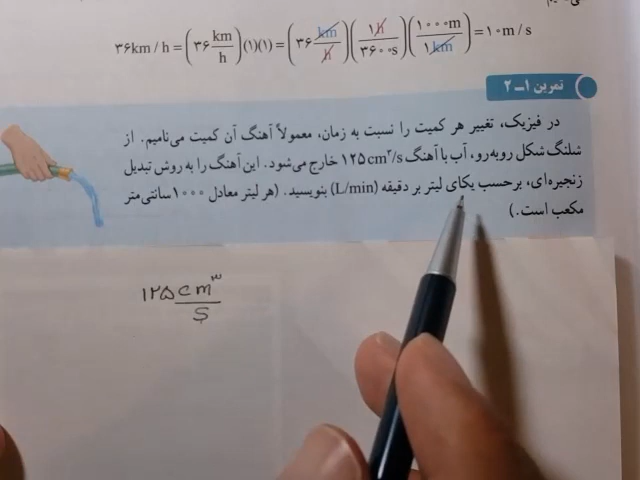 ۳۶km/h = (۳۶ km/h)(۱)(۱) = (۳۶ km/h)(۱h/۳۶۰۰s)(۱۰۰۰m/۱km) = ۱۰m/s
تمرین ۱ـ۲
در فیزیک، تغییر هر کمیت را نسبت به زمان، معمولاً آهنگ آن کمیت می‌نامیم. از
شلنگ شکل روبه‌رو، آب با آهنگ ۱۲۵cm³/s خارج می‌شود. این آهنگ را به روش تبدیل
زنجیره‌ای، برحسب یکای لیتر بر دقیقه (L/min) بنویسید. (هر لیتر معادل ۱۰۰۰ سانتی‌متر
مکعب است.)
۱۲۵ cm³/s